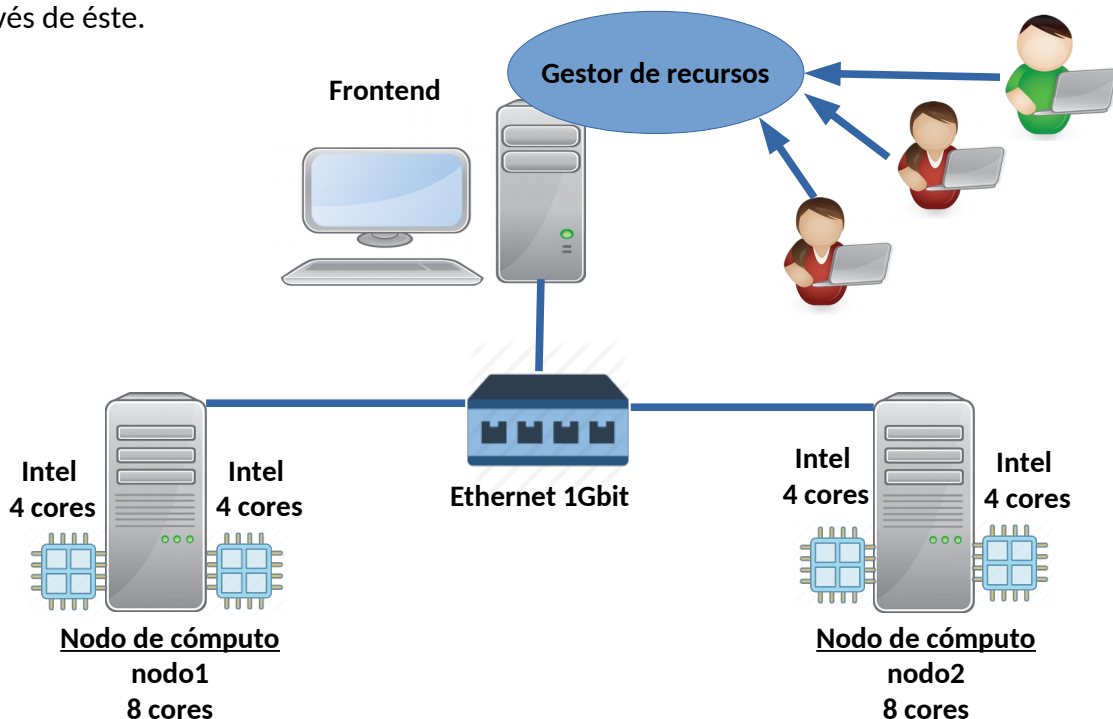 vés de éste.
Gestor de recursos
Frontend
Ethernet 1Gbit
Intel
4 cores
Intel
4 cores
Nodo de cómputo
nodo1
8 cores
Intel
4 cores
Intel
4 cores
Nodo de cómputo
nodo2
8 cores